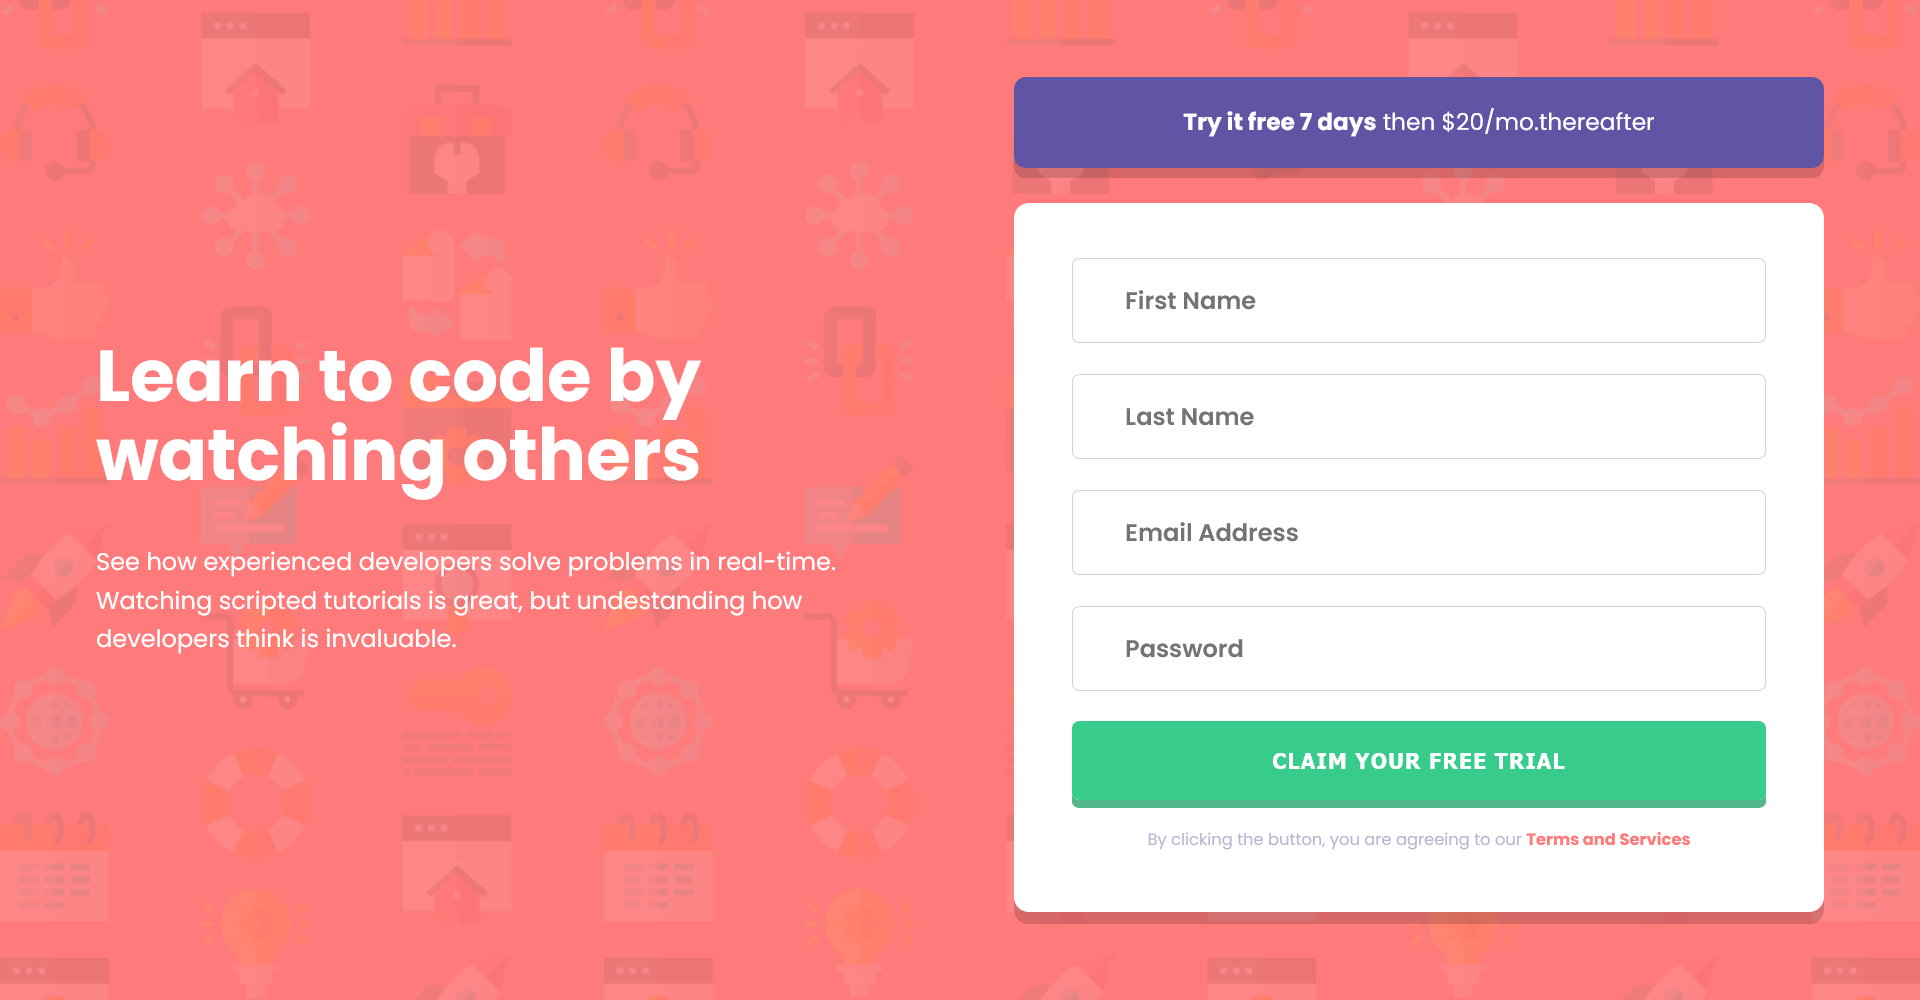 Learn to code by
watching others
See how experienced developers solve problems in real-time.
Watching scripted tutorials is great, but undestanding how
developers think is invaluable.
Try it free 7 days then $20/mo.thereafter
First Name
Last Name
Email Address
Password
CLAIM YOUR FREE TRIAL
By clicking the button, you are agreeing to our Terms and Services